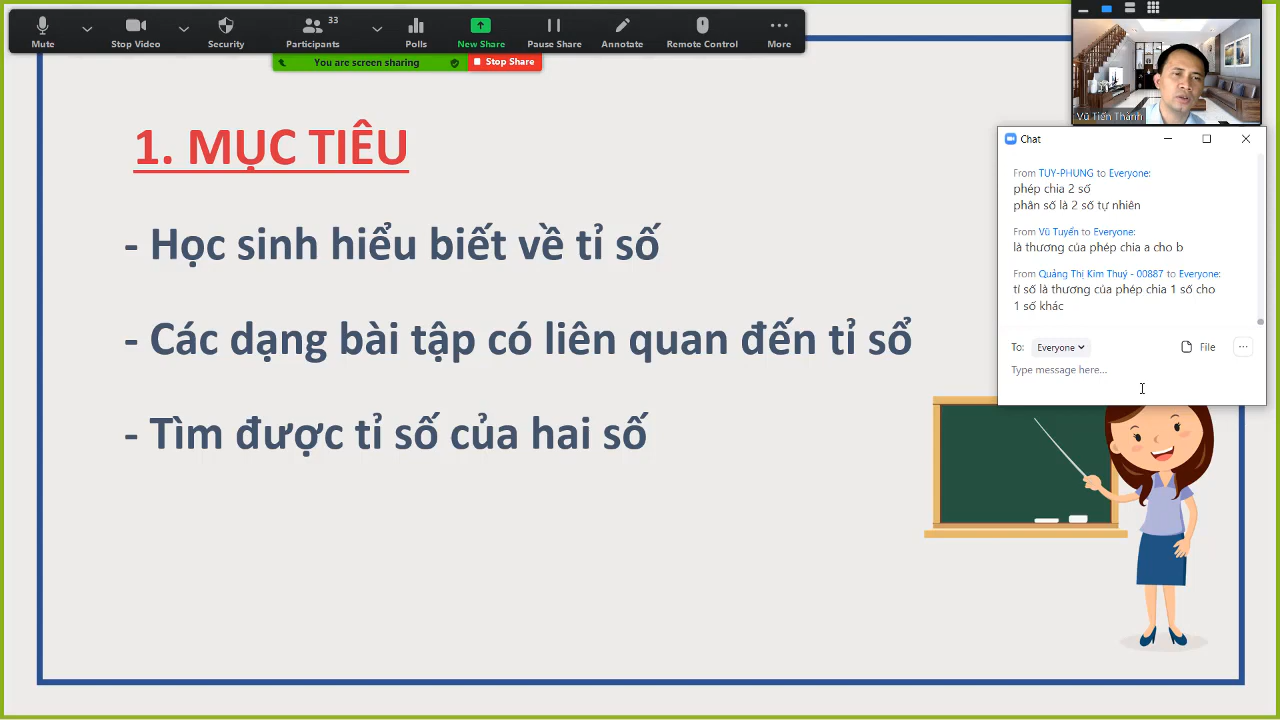 Mute
Stop Video
Security
Participants
33
Polls
New Share
Pause Share
Annotate
Remote Control
More
You are screen sharing
Stop Share
1. MỤC TIÊU
- Học sinh hiểu biết về tỉ số
- Các dạng bài tập có liên quan đến tỉ sổ
- Tìm được tỉ số của hai số
Vũ Tiến Thành
Chat
From TUY-PHUNG to Everyone:
phép chia 2 số
phân số là 2 số tự nhiên
From Vũ Tuyển to Everyone:
là thương của phép chia a cho b
From Quảng Thị Kim Thuý - 00887 to Everyone:
tỉ số là thương của phép chia 1 số cho
1 số khác
To: Everyone
File
Type message here...